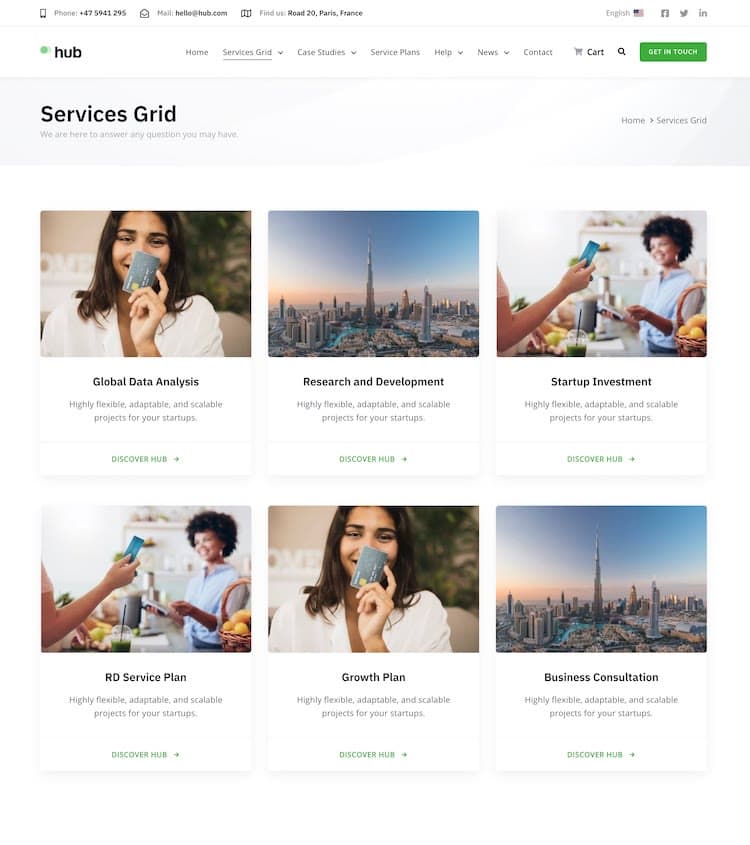 Phone: +47 5941 295 Mail: hello@hub.com Find us: Road 20, Paris, France English
hub Home Services Grid Case Studies Service Plans Help News Contact Cart GET IN TOUCH
Services Grid
We are here to answer any question you may have.
Home > Services Grid
Global Data Analysis Research and Development Startup Investment
Highly flexible, adaptable, and scalable Highly flexible, adaptable, and scalable Highly flexible, adaptable, and scalable
projects for your startups. projects for your startups. projects for your startups.
DISCOVER HUB → DISCOVER HUB → DISCOVER HUB →
RD Service Plan Growth Plan Business Consultation
Highly flexible, adaptable, and scalable Highly flexible, adaptable, and scalable Highly flexible, adaptable, and scalable
projects for your startups. projects for your startups. projects for your startups.
DISCOVER HUB → DISCOVER HUB → DISCOVER HUB →